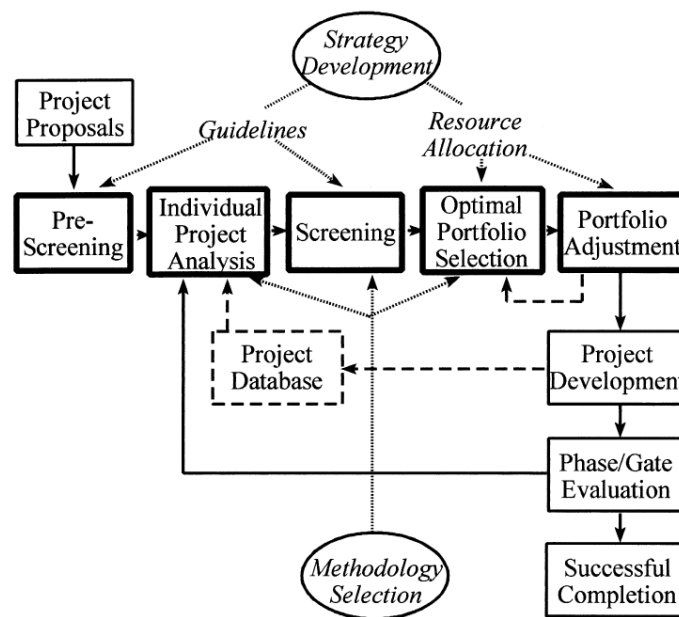 Strategy
Development
Project
Proposals
Guidelines
Resource
Allocation
Pre-
Screening
Individual
Project
Analysis
Screening
Optimal
Portfolio
Selection
Portfolio
Adjustment
Project
Database
Project
Development
Phase/Gate
Evaluation
Methodology
Selection
Successful
Completion